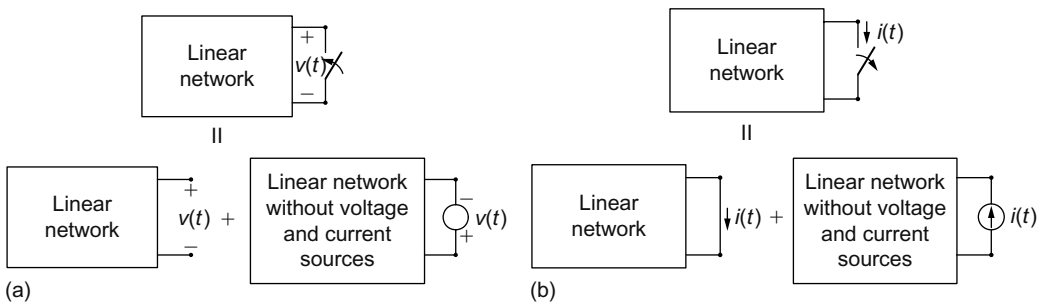 Linear
network
+
v(t)
−
=
Linear
network
+
v(t)
−
+
Linear network
without voltage
and current
sources
−
v(t)
+
(a)
Linear
network
i(t)
=
Linear
network
i(t) +
Linear network
without voltage
and current
sources
i(t)
(b)